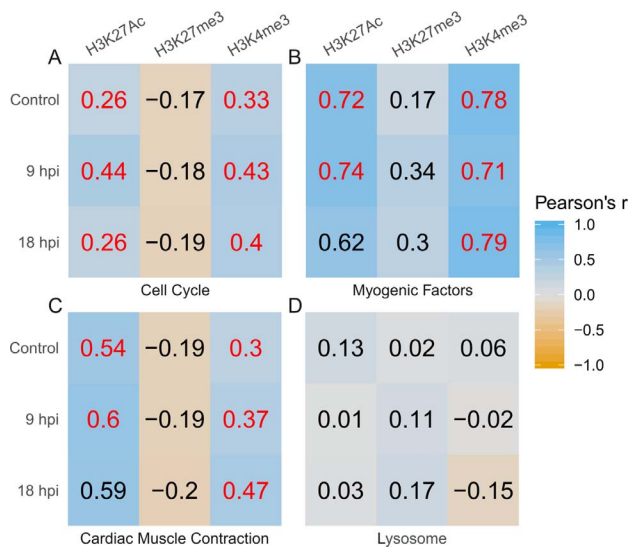 H3K27Ac H3K27me3 H3K4me3 H3K27Ac H3K27me3 H3K4me3
A B
Control 0.26 −0.17 0.33 0.72 0.17 0.78
9 hpi 0.44 −0.18 0.43 0.74 0.34 0.71
18 hpi 0.26 −0.19 0.4 0.62 0.3 0.79
Cell Cycle Myogenic Factors
C D
Control 0.54 −0.19 0.3 0.13 0.02 0.06
9 hpi 0.6 −0.19 0.37 0.01 0.11 −0.02
18 hpi 0.59 −0.2 0.47 0.03 0.17 −0.15
Cardiac Muscle Contraction Lysosome
Pearson's r
1.0
0.5
0.0
−0.5
−1.0